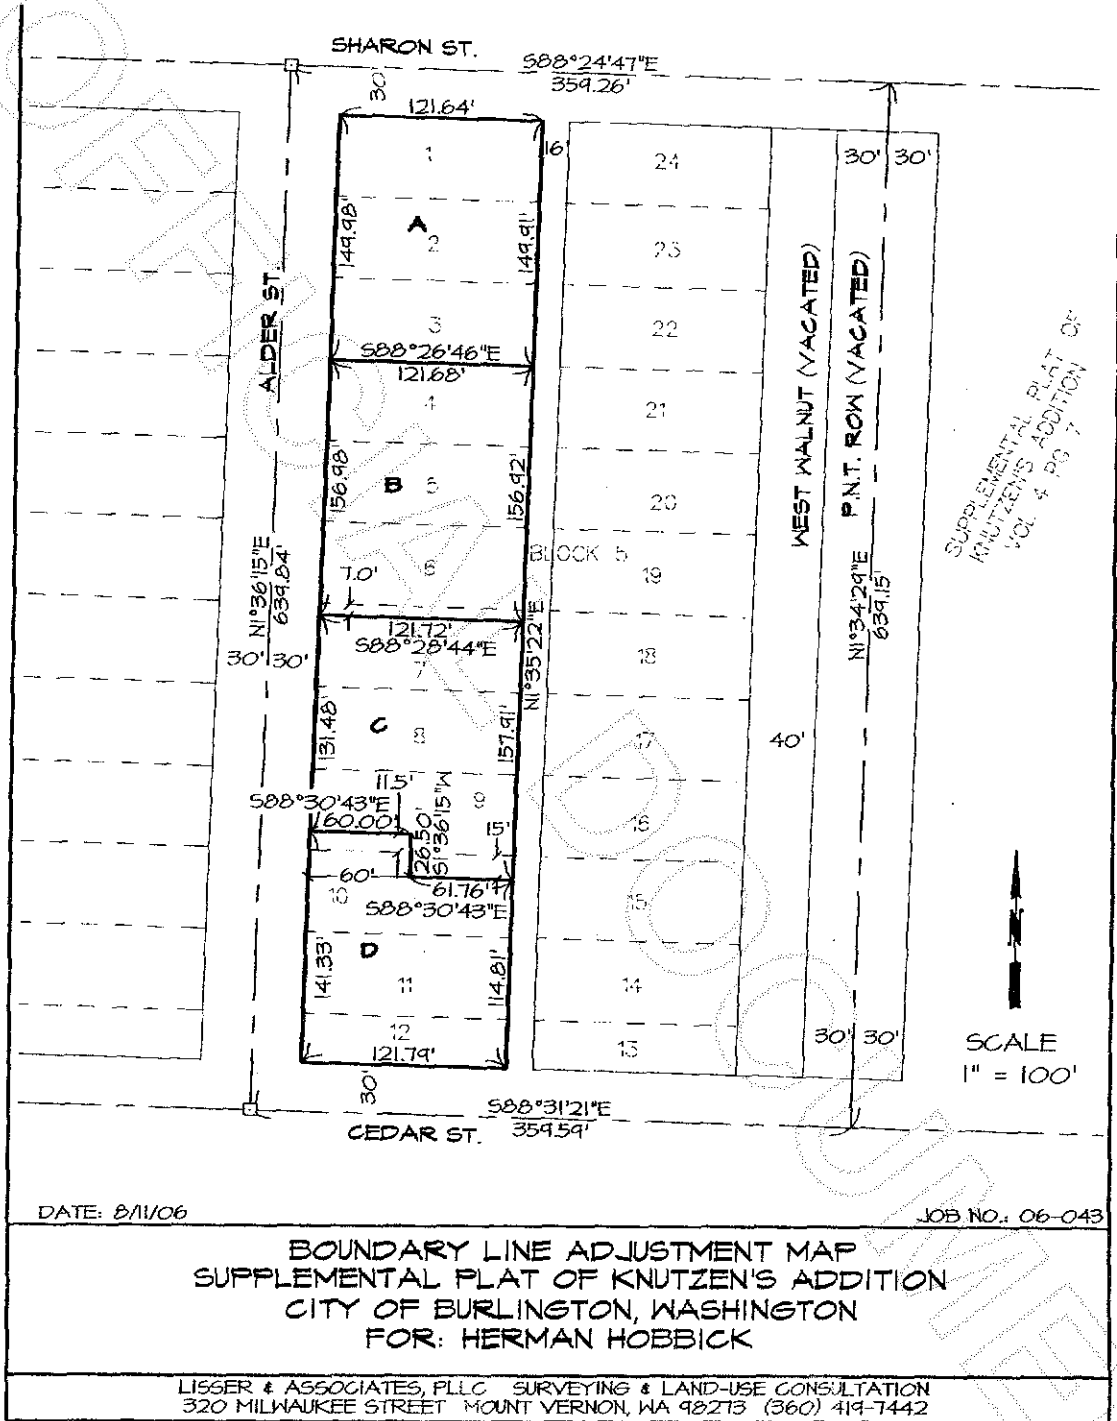 SHARON ST.
S88°24'47"E
359.26'
30'
121.64'
1
16'
24
30' 30'
A
2
149.98'
149.91'
23
3
22
ALDER ST.
S88°26'46"E
121.68'
4
21
WEST WALNUT (VACATED)
P.N.T. ROW (VACATED)
SUPPLEMENTAL PLAT OF
KNUTZEN'S ADDITION
VOL 4 PG 7
B
5
156.98'
156.92'
20
BLOCK 5
6
19
7.0'
N1°36'15"E
639.84'
N1°34'29"E
639.15'
121.72'
S88°28'44"E
30' 30'
7
N1°35'22"E
18
C
8
131.48'
157.91'
17
40'
11.5'
9
S88°30'43"E
60.00'
26.50'
S1°36'15"W
15'
16
60'
61.76'
10
S88°30'43"E
15
D
141.33'
114.81'
11
14
12
13
121.79'
30' 30'
30'
SCALE
1" = 100'
N
S88°31'21"E
359.59'
CEDAR ST.
DATE: 8/11/06
JOB NO.: 06-043
BOUNDARY LINE ADJUSTMENT MAP
SUPPLEMENTAL PLAT OF KNUTZEN'S ADDITION
CITY OF BURLINGTON, WASHINGTON
FOR: HERMAN HOBBICK
LISSER & ASSOCIATES, PLLC SURVEYING & LAND-USE CONSULTATION
320 MILWAUKEE STREET MOUNT VERNON, WA 98273 (360) 419-7442